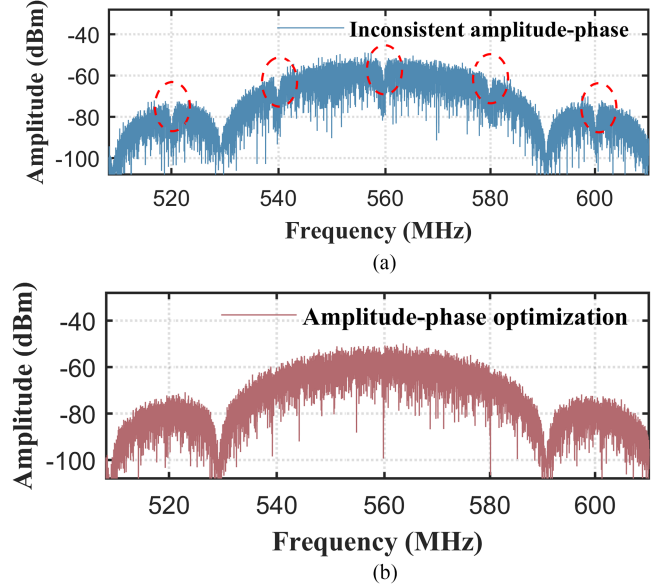 Inconsistent amplitude-phase
Amplitude (dBm)
-40
-60
-80
-100
520 540 560 580 600
Frequency (MHz)
(a)
Amplitude-phase optimization
Amplitude (dBm)
-40
-60
-80
-100
520 540 560 580 600
Frequency (MHz)
(b)